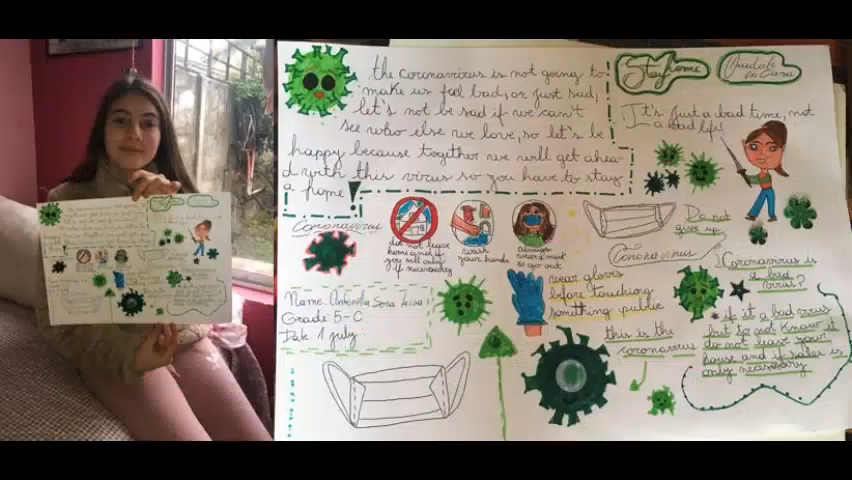 the coronavirus is not going to
make us feel bad, or just sad,
let's not be sad if we can't
see who else we love, so let's be
happy because together we will get ahea-
d with this virus so you have to stay
a home!
Stay home
Quédate
en Casa
It's just a bad time, not
a bad life!
Coronavirus
do not leave
home and if
you will only
if necessary
wash
your hands
always
wear a mask
to go out
Do not
give up
Coronavirus
Name: Antonella Sora
Grade: 5-C
Date 1 july
wear gloves
before touching
something public
this is the
coronavirus
Coronavirus is
a bad
virus?
* if it a bad virus
but so not know it
do not leave your
house and if is
only necessary